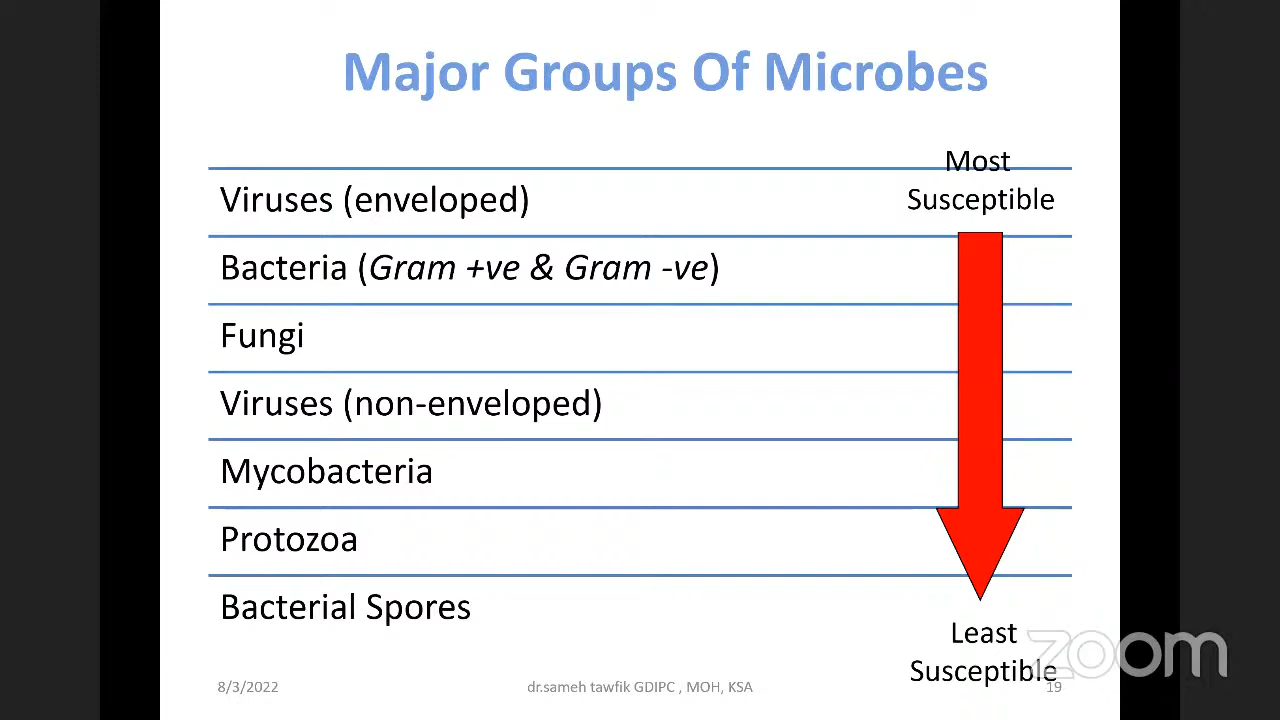 Major Groups Of Microbes
Most
Susceptible
Viruses (enveloped)
Bacteria (Gram +ve & Gram -ve)
Fungi
Viruses (non-enveloped)
Mycobacteria
Protozoa
Bacterial Spores
Least
Susceptible
zoom
8/3/2022
dr.sameh tawfik GDIPC , MOH, KSA
19